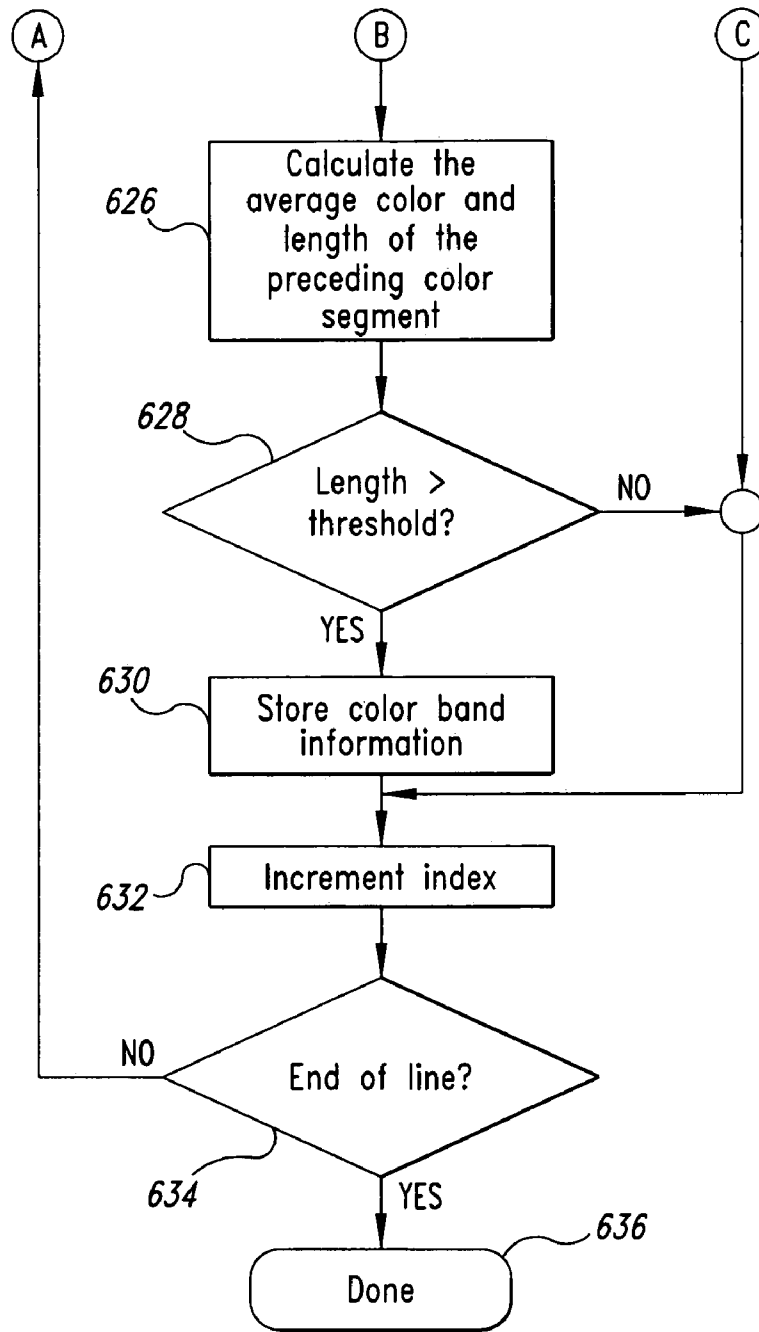 A
B
C
Calculate the
average color and
length of the
preceding color
segment
626
628
Length >
threshold?
NO
YES
630
Store color band
information
Increment index
632
NO
End of line?
634
YES
636
Done